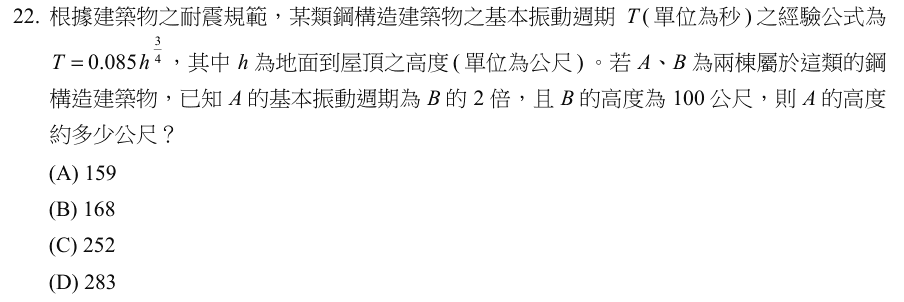 22. 根據建築物之耐震規範，某類鋼構造建築物之基本振動週期 T(單位為秒)之經驗公式為
T = 0.085h^{3/4}，其中 h 為地面到屋頂之高度(單位為公尺)。若 A、B 為兩棟屬於這類的鋼
構造建築物，已知 A 的基本振動週期為 B 的 2 倍，且 B 的高度為 100 公尺，則 A 的高度
約多少公尺？
(A) 159
(B) 168
(C) 252
(D) 283